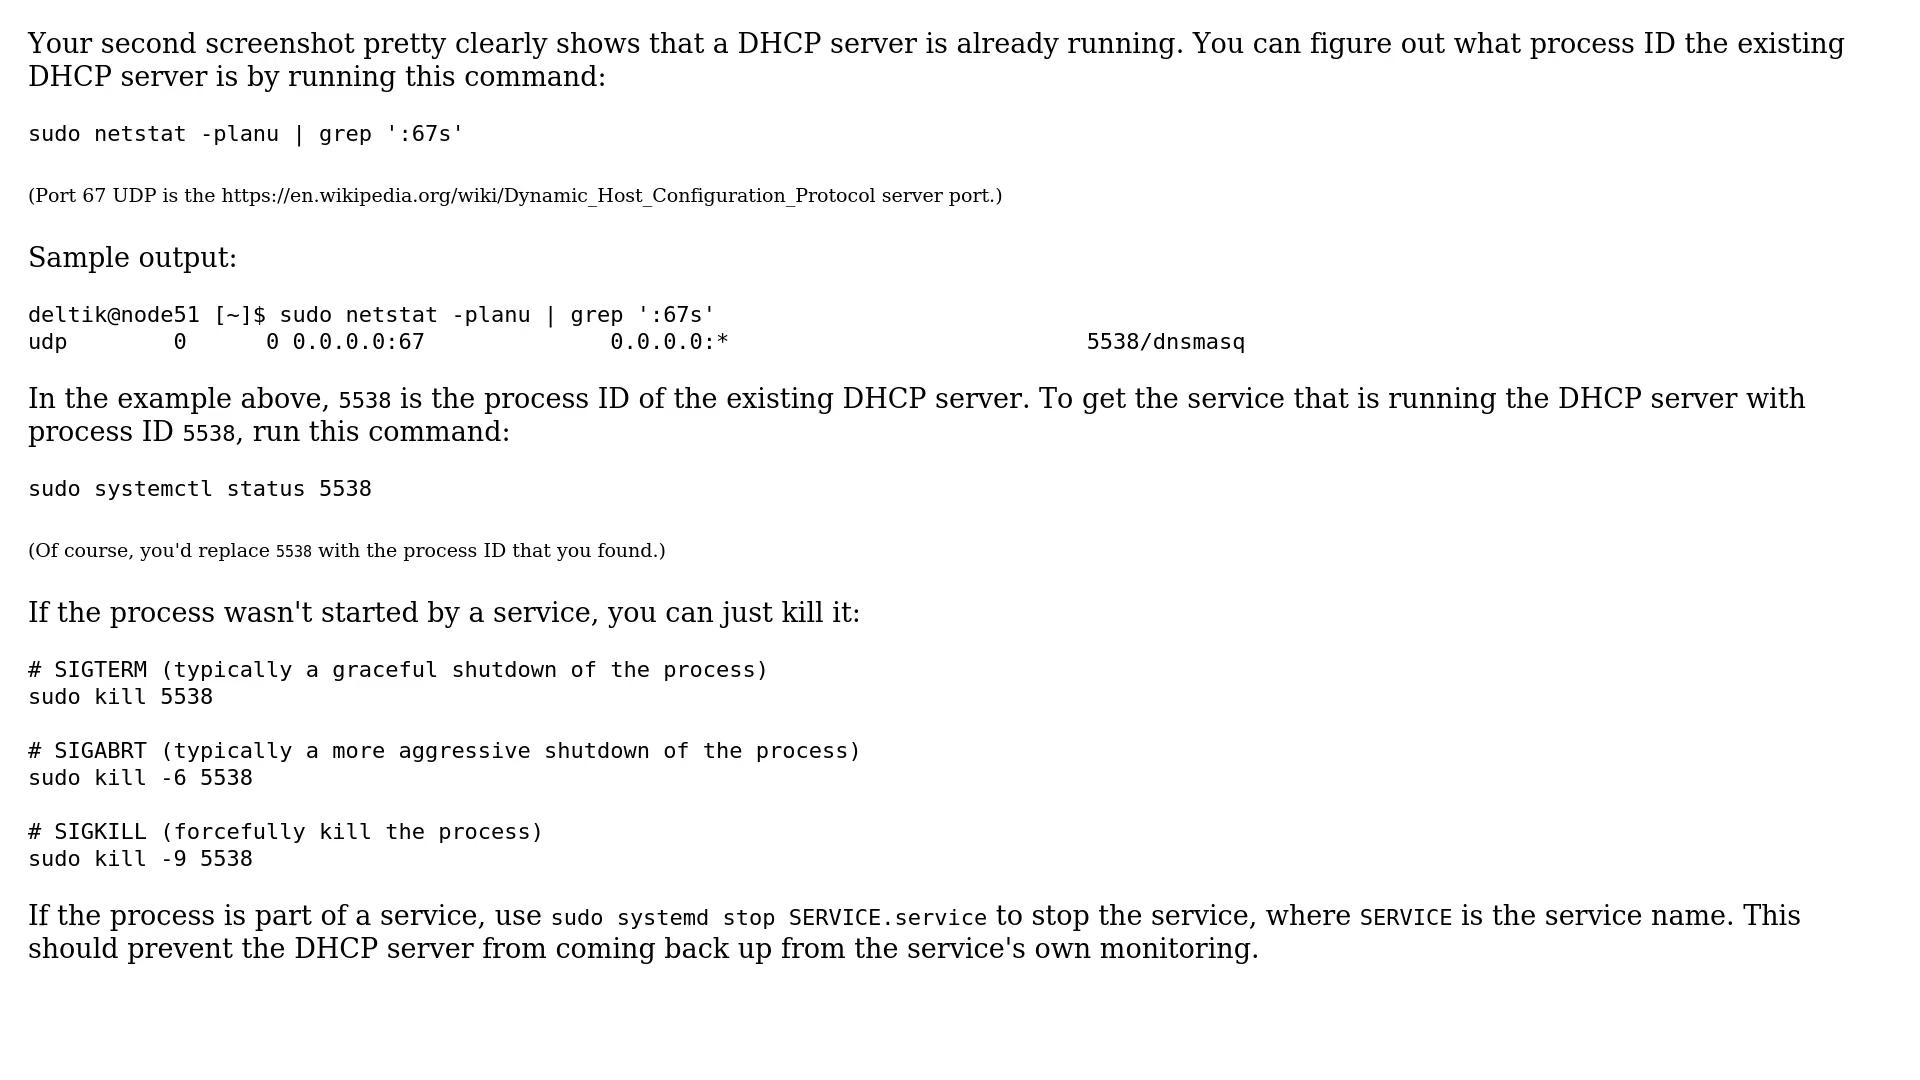 Your second screenshot pretty clearly shows that a DHCP server is already running. You can figure out what process ID the existing
DHCP server is by running this command:
sudo netstat -planu | grep ':67s'
(Port 67 UDP is the https://en.wikipedia.org/wiki/Dynamic_Host_Configuration_Protocol server port.)
Sample output:
deltik@node51 [~]$ sudo netstat -planu | grep ':67s'
udp        0      0 0.0.0.0:67              0.0.0.0:*                           5538/dnsmasq
In the example above, 5538 is the process ID of the existing DHCP server. To get the service that is running the DHCP server with
process ID 5538, run this command:
sudo systemctl status 5538
(Of course, you'd replace 5538 with the process ID that you found.)
If the process wasn't started by a service, you can just kill it:
# SIGTERM (typically a graceful shutdown of the process)
sudo kill 5538
# SIGABRT (typically a more aggressive shutdown of the process)
sudo kill -6 5538
# SIGKILL (forcefully kill the process)
sudo kill -9 5538
If the process is part of a service, use sudo systemd stop SERVICE.service to stop the service, where SERVICE is the service name. This
should prevent the DHCP server from coming back up from the service's own monitoring.